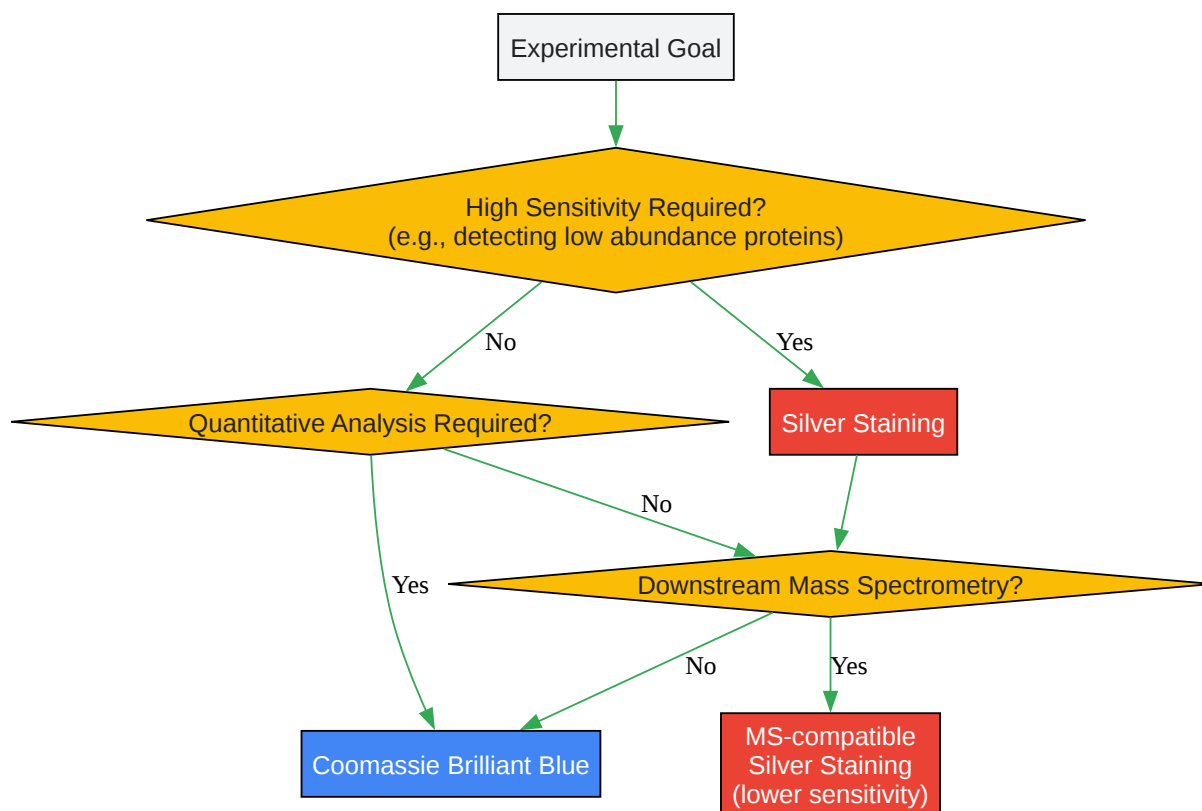 Experimental Goal
High Sensitivity Required?
(e.g., detecting low abundance proteins)
No
Yes
Quantitative Analysis Required?
Silver Staining
No
Yes
Downstream Mass Spectrometry?
No
Yes
Coomassie Brilliant Blue
MS-compatible
Silver Staining
(lower sensitivity)